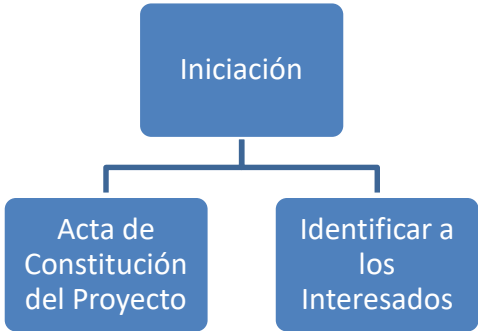 Iniciación
Acta de
Constitución
del Proyecto
Identificar a
los
Interesados